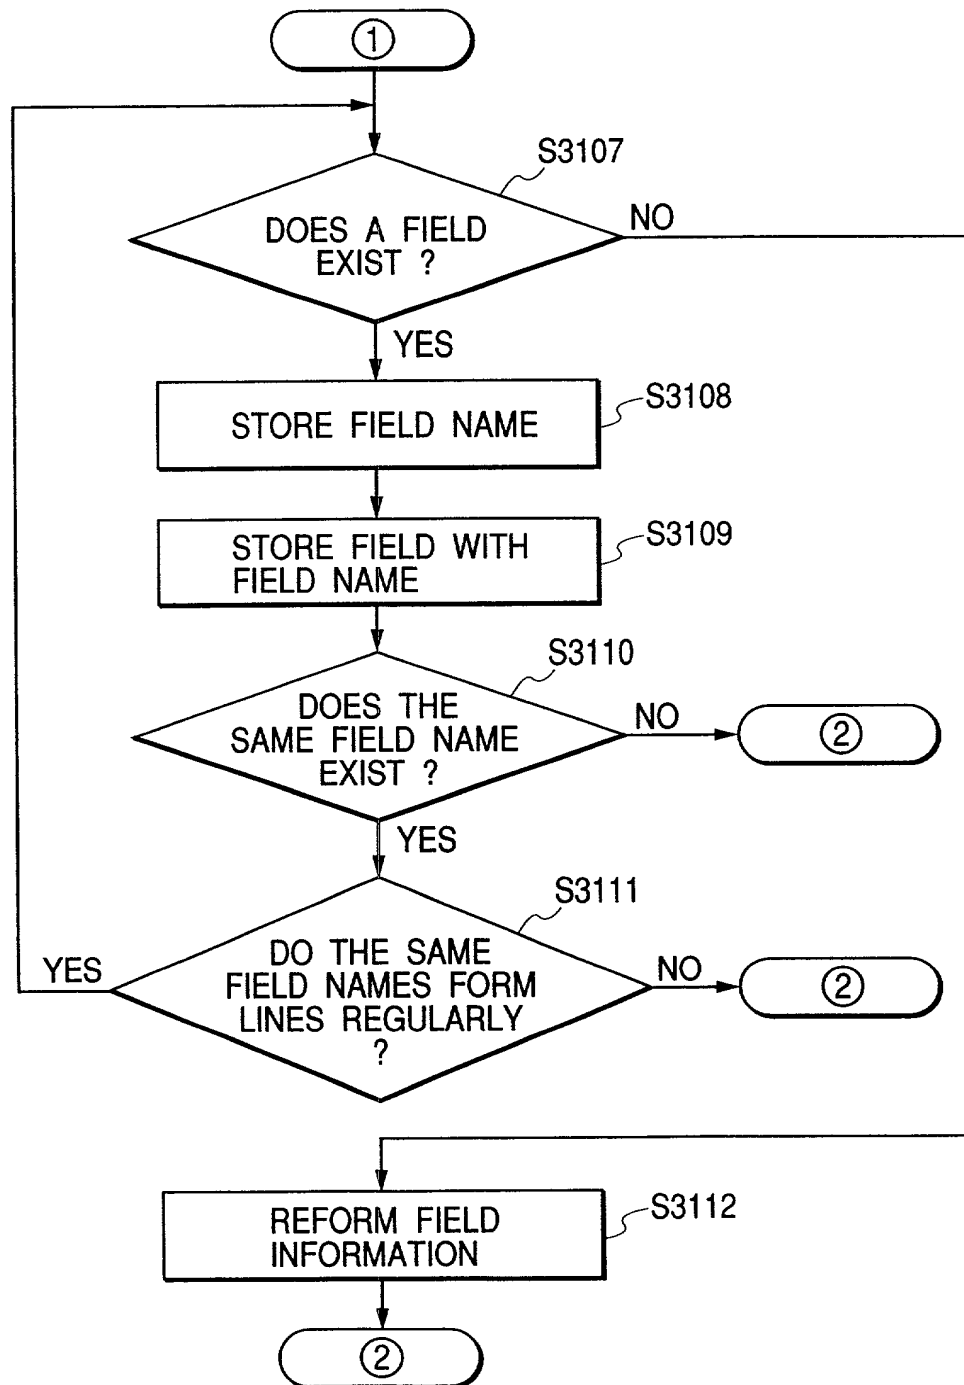 ①
S3107
DOES A FIELD
EXIST ?
NO
YES
S3108
STORE FIELD NAME
S3109
STORE FIELD WITH
FIELD NAME
S3110
DOES THE
SAME FIELD NAME
EXIST ?
NO
②
YES
S3111
DO THE SAME
FIELD NAMES FORM
LINES REGULARLY
?
YES
NO
②
S3112
REFORM FIELD
INFORMATION
②